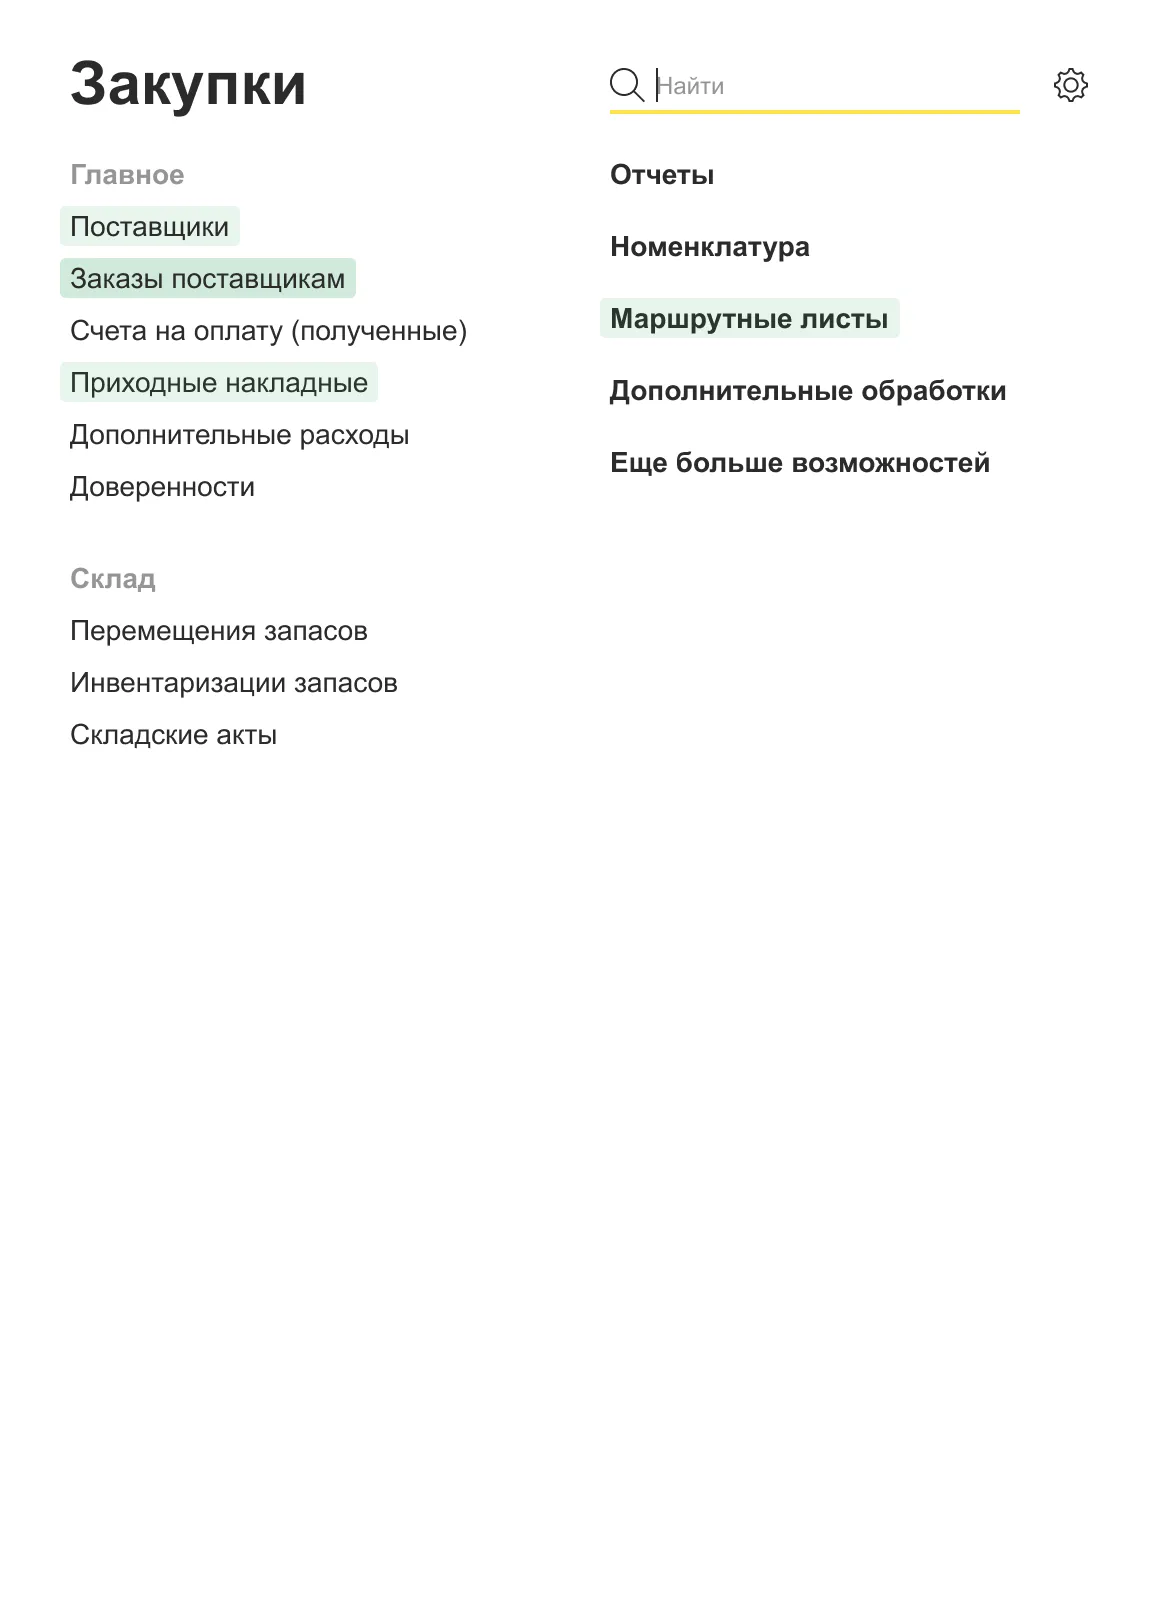 Закупки
Найти
Главное
Поставщики
Заказы поставщикам
Счета на оплату (полученные)
Приходные накладные
Дополнительные расходы
Доверенности
Склад
Перемещения запасов
Инвентаризации запасов
Складские акты
Отчеты
Номенклатура
Маршрутные листы
Дополнительные обработки
Еще больше возможностей